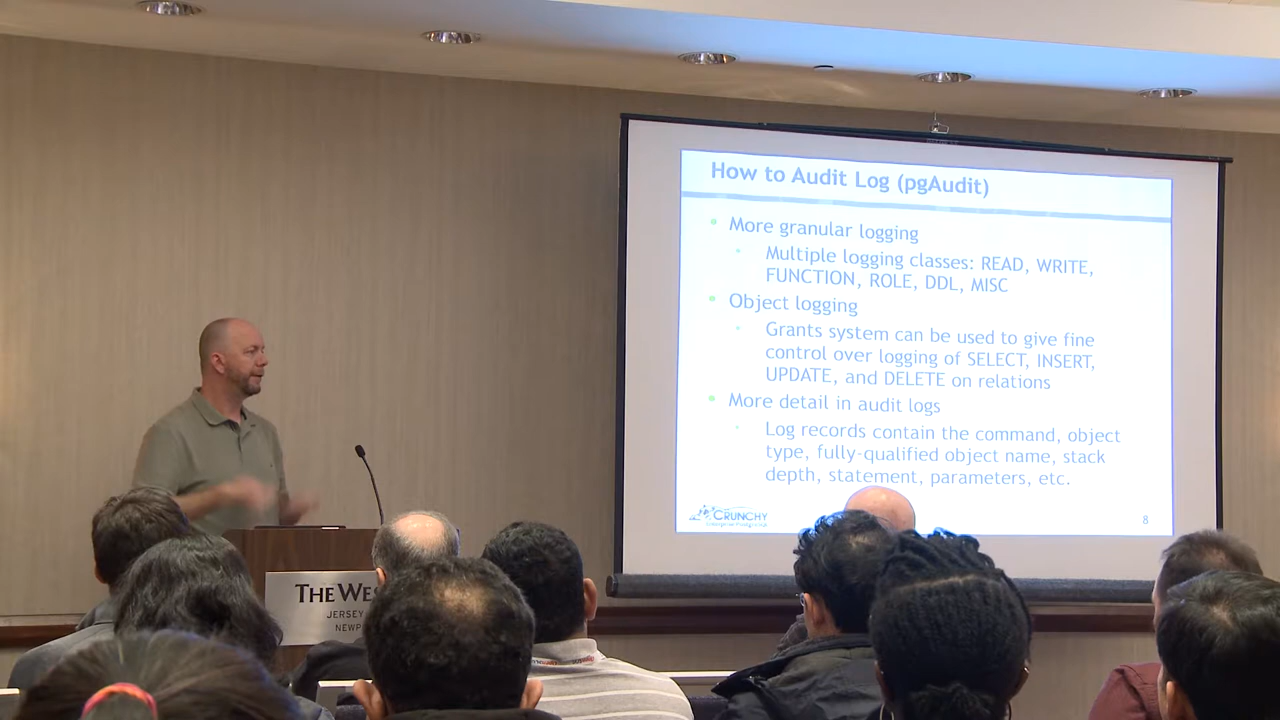 How to Audit Log (pgAudit)
More granular logging
Multiple logging classes: READ, WRITE,
FUNCTION, ROLE, DDL, MISC
Object logging
Grants system can be used to give fine
control over logging of SELECT, INSERT,
UPDATE, and DELETE on relations
More detail in audit logs
Log records contain the command, object
type, fully-qualified object name, stack
depth, statement, parameters, etc.
CRUNCHY
8
THE WES
JERSEY
NEWP